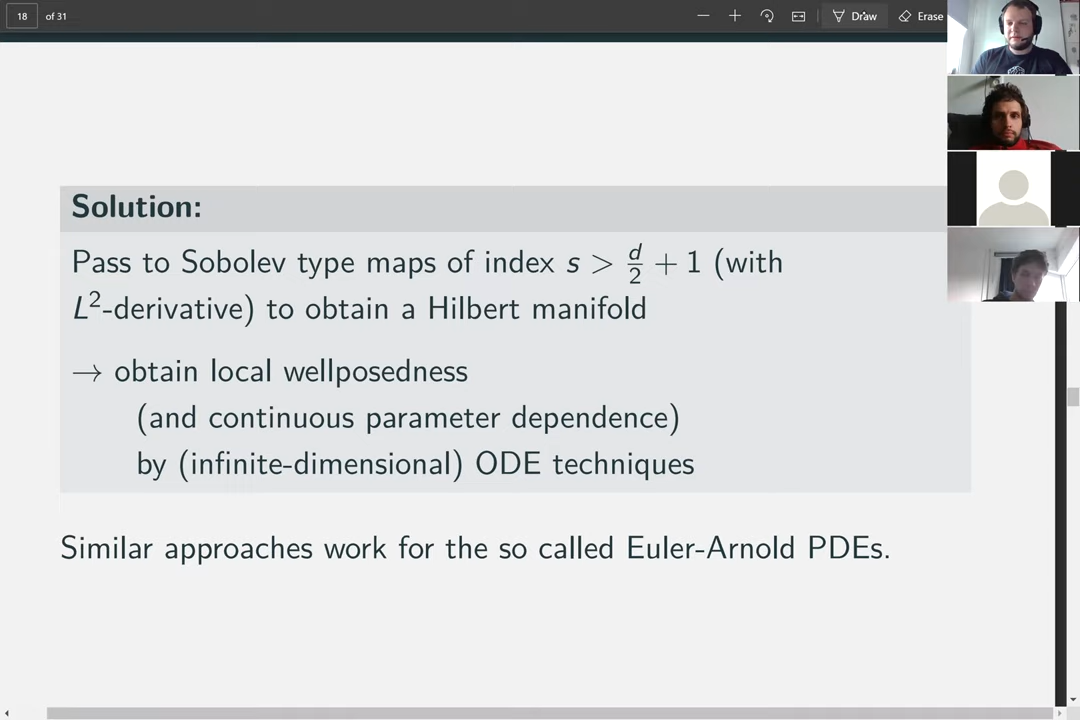 18 of 31 Draw Erase
Solution:
Pass to Sobolev type maps of index s > d/2 + 1 (with
L²-derivative) to obtain a Hilbert manifold
→ obtain local wellposedness
(and continuous parameter dependence)
by (infinite-dimensional) ODE techniques
Similar approaches work for the so called Euler-Arnold PDEs.